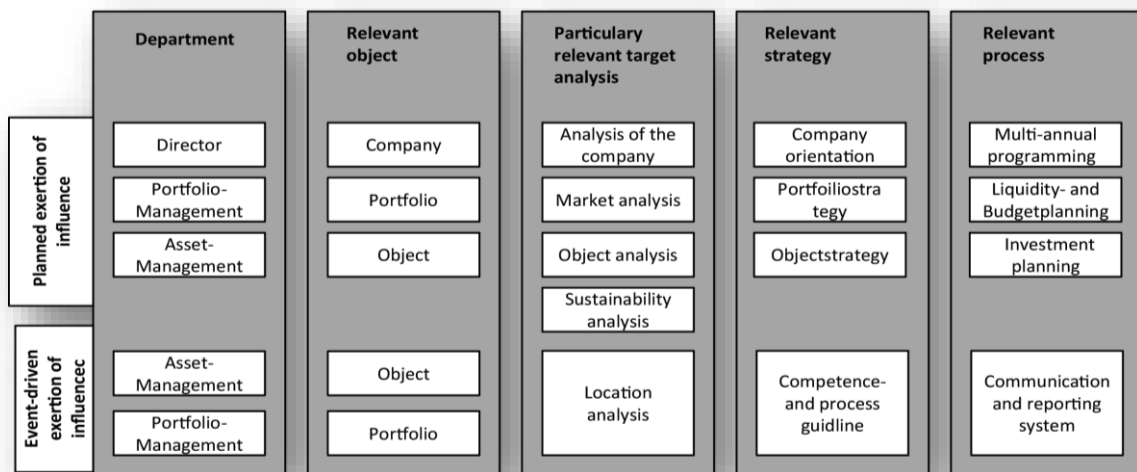 Department
Relevant
object
Particulary
relevant target
analysis
Relevant
strategy
Relevant
process
Planned exertion of
influence
Director
Company
Analysis of the
company
Company
orientation
Multi-annual
programming
Portfolio-
Management
Portfolio
Market analysis
Portfoiliostra
tegy
Liquidity- and
Budgetplanning
Asset-
Management
Object
Object analysis
Objectstrategy
Investment
planning
Sustainability
analysis
Event-driven
exertion of
influencec
Asset-
Management
Object
Location
analysis
Competence-
and process
guidline
Communication
and reporting
system
Portfolio-
Management
Portfolio